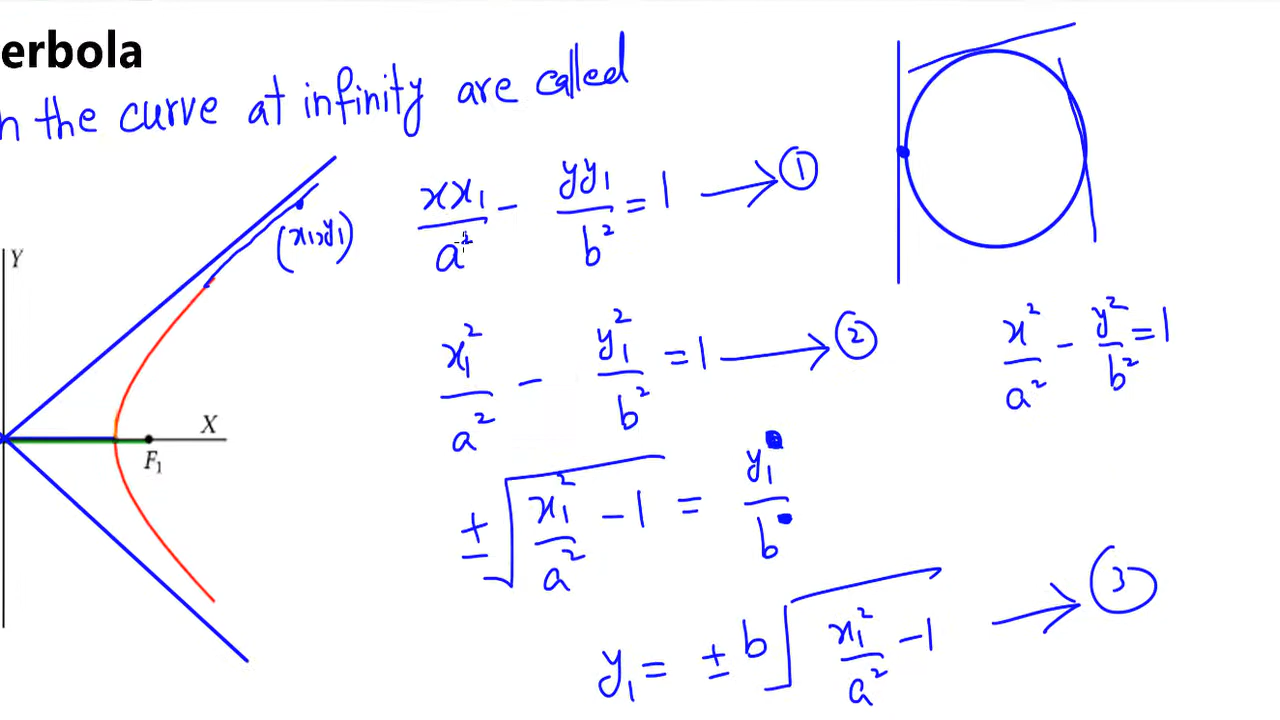 erbola
n the curve at infinity are called
Y
(x₁,y₁)
xx₁/a² - yy₁/b² = 1 → ①
x₁²/a² - y₁²/b² = 1 → ②
x²/a² - y²/b² = 1
X
F₁
±√(x₁²/a² - 1) = y₁/b
y₁ = ± b√(x₁²/a² - 1) → ③